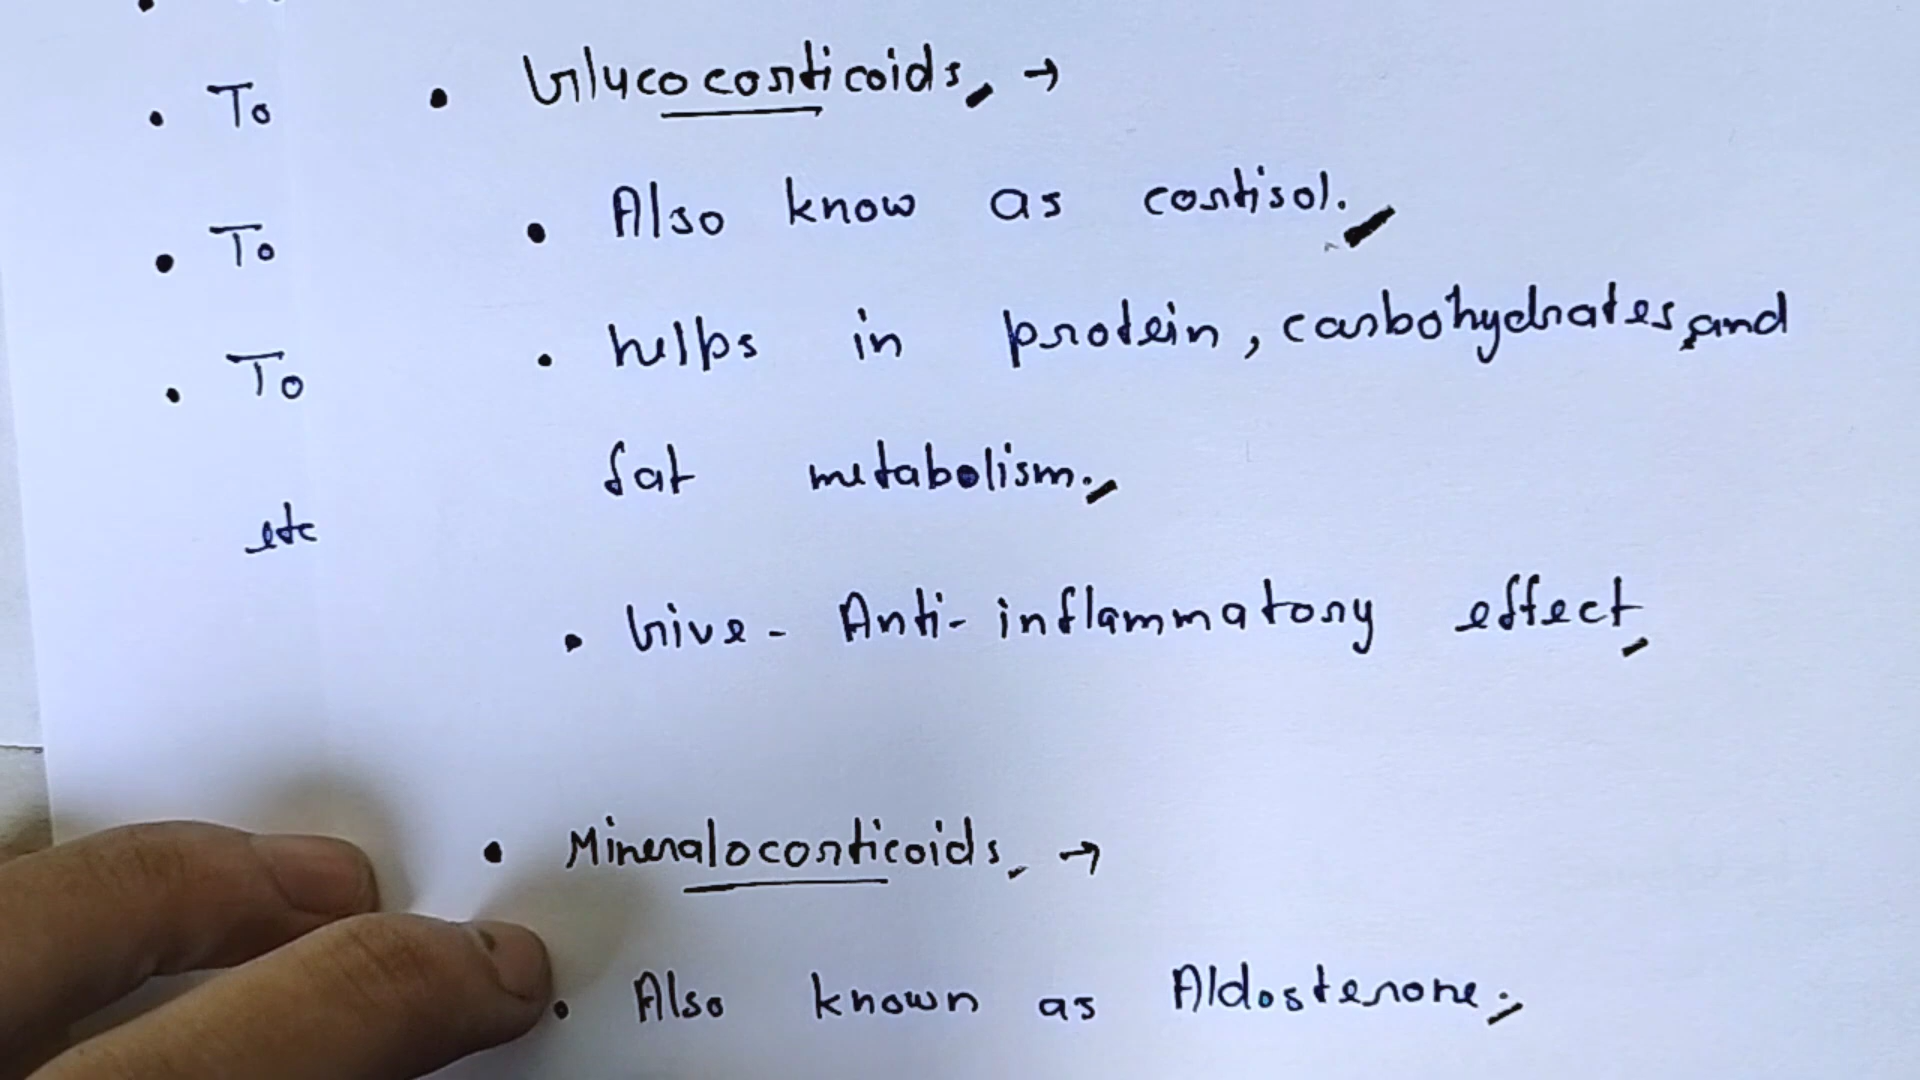 • Glucocorticoids, →
• Also know as cortisol.
• helps in protein, carbohydrates, and
fat metabolism.
• Give - Anti-inflammatory effect
• Mineralocorticoids, →
• Also known as Aldosterone.
• To
• To
• To
etc